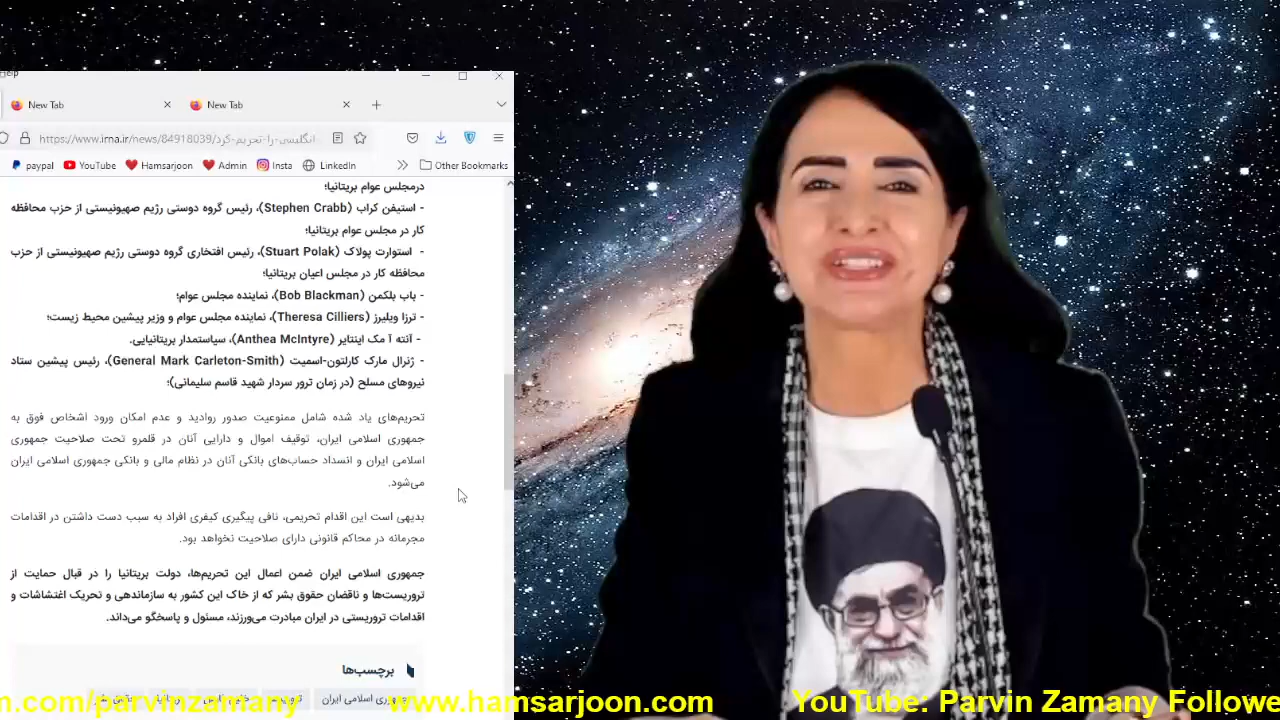 New Tab
New Tab
https://www.irna.ir/news/84918039/انگلیسی-را-تحریم-کرد
paypal
YouTube
Hamsarjoon
Admin
Insta
LinkedIn
Other Bookmarks
درمجلس عوام بریتانیا؛
- استیفن کراب (Stephen Crabb)، رئیس گروه دوستی رژیم صهیونیستی از حزب محافظه
کار در مجلس عوام بریتانیا؛
- استوارت پولاک (Stuart Polak)، رئیس افتخاری گروه دوستی رژیم صهیونیستی از حزب
محافظه کار در مجلس اعیان بریتانیا؛
- باب بلکمن (Bob Blackman)، نماینده مجلس عوام؛
- ترزا ویلیرز (Theresa Cilliers)، نماینده مجلس عوام و وزیر پیشین محیط زیست؛
- آنته آ مک اینتایر (Anthea McIntyre)، سیاستمدار بریتانیایی.
- ژنرال مارک کارلتون-اسمیت (General Mark Carleton-Smith)، رئیس پیشین ستاد
نیروهای مسلح (در زمان ترور سردار شهید قاسم سلیمانی)؛
تحریم‌های یاد شده شامل ممنوعیت صدور روادید و عدم امکان ورود اشخاص فوق به
جمهوری اسلامی ایران، توقیف اموال و دارایی آنان در قلمرو تحت صلاحیت جمهوری
اسلامی ایران و انسداد حساب‌های بانکی آنان در نظام مالی و بانکی جمهوری اسلامی ایران
می‌شود.
بدیهی است این اقدام تحریمی، نافی پیگیری کیفری افراد به سبب دست داشتن در اقدامات
مجرمانه در محاکم قانونی دارای صلاحیت نخواهد بود.
جمهوری اسلامی ایران ضمن اعمال این تحریم‌ها، دولت بریتانیا را در قبال حمایت از
تروریست‌ها و ناقضان حقوق بشر که از خاک این کشور به سازماندهی و تحریک اغتشاشات و
اقدامات تروریستی در ایران مبادرت می‌ورزند، مسئول و پاسخگو می‌داند.
برچسب‌ها
جمهوری اسلامی ایران
m.com/parvinzamany www.hamsarjoon.com YouTube: Parvin Zamany Followe